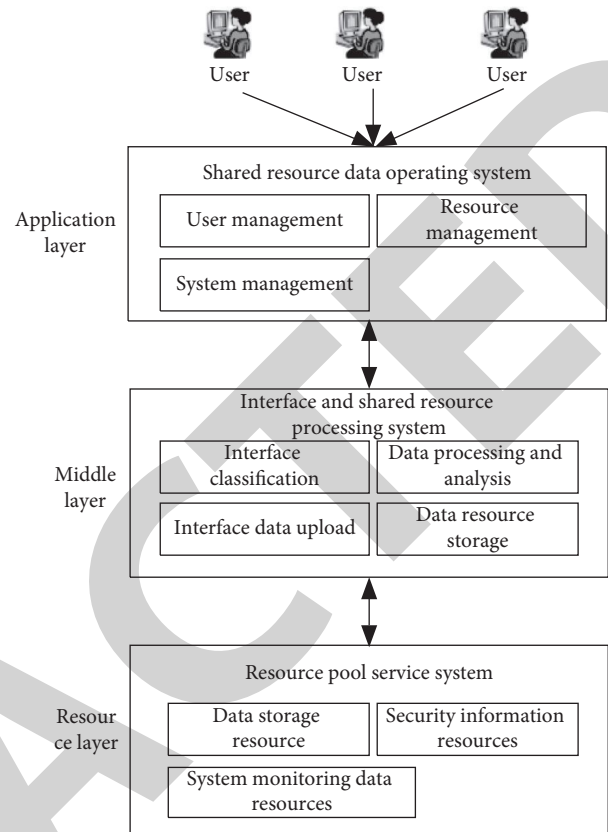 User
User
User
Shared resource data operating system
Application
layer
User management
Resource
management
System management
Interface and shared resource
processing system
Middle
layer
Interface
classification
Data processing and
analysis
Interface data upload
Data resource
storage
Resource pool service system
Resour
ce layer
Data storage
resource
Security information
resources
System monitoring data
resources
ACTED